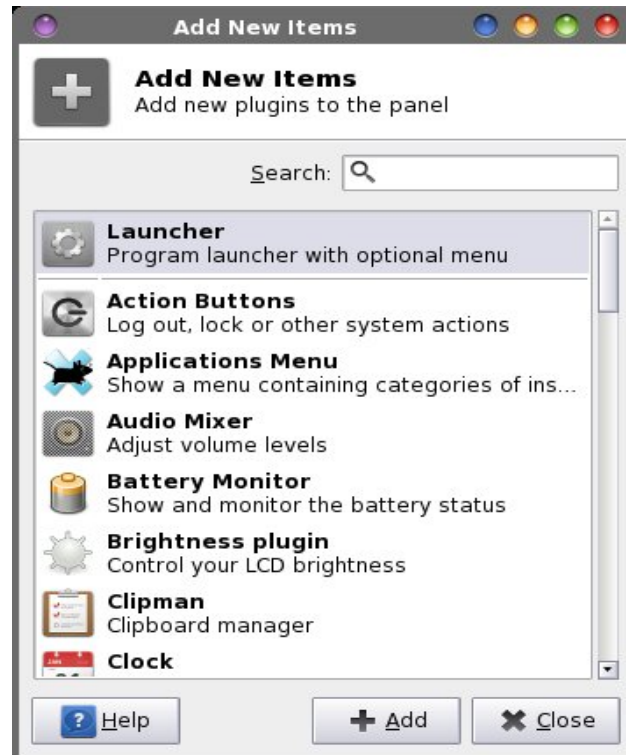 Add New Items
Add New Items
Add new plugins to the panel
Search:
Launcher
Program launcher with optional menu
Action Buttons
Log out, lock or other system actions
Applications Menu
Show a menu containing categories of ins...
Audio Mixer
Adjust volume levels
Battery Monitor
Show and monitor the battery status
Brightness plugin
Control your LCD brightness
Clipman
Clipboard manager
Clock
Help Add Close